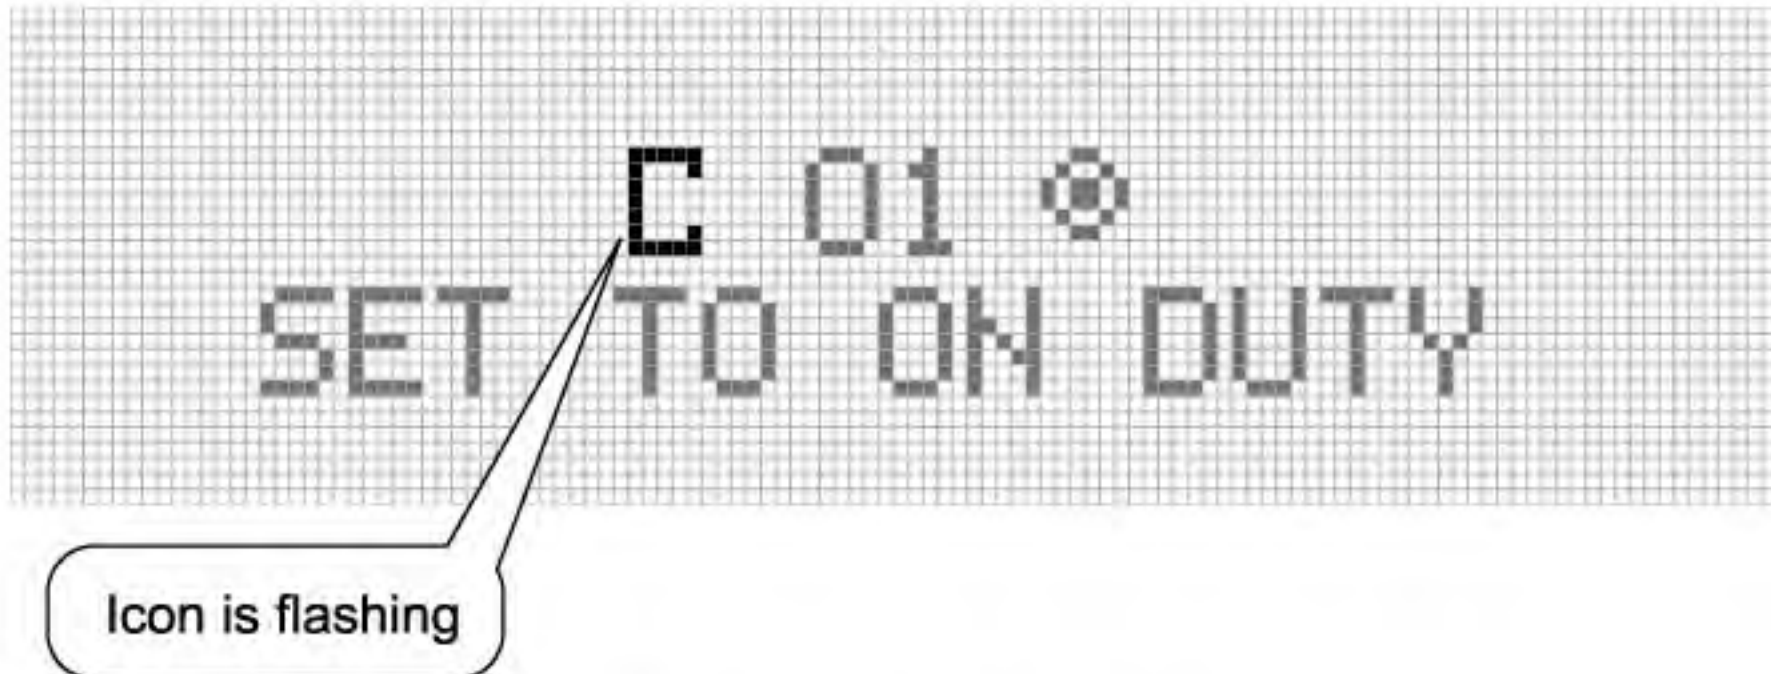 C 01 ◉
SET TO ON DUTY
Icon is flashing